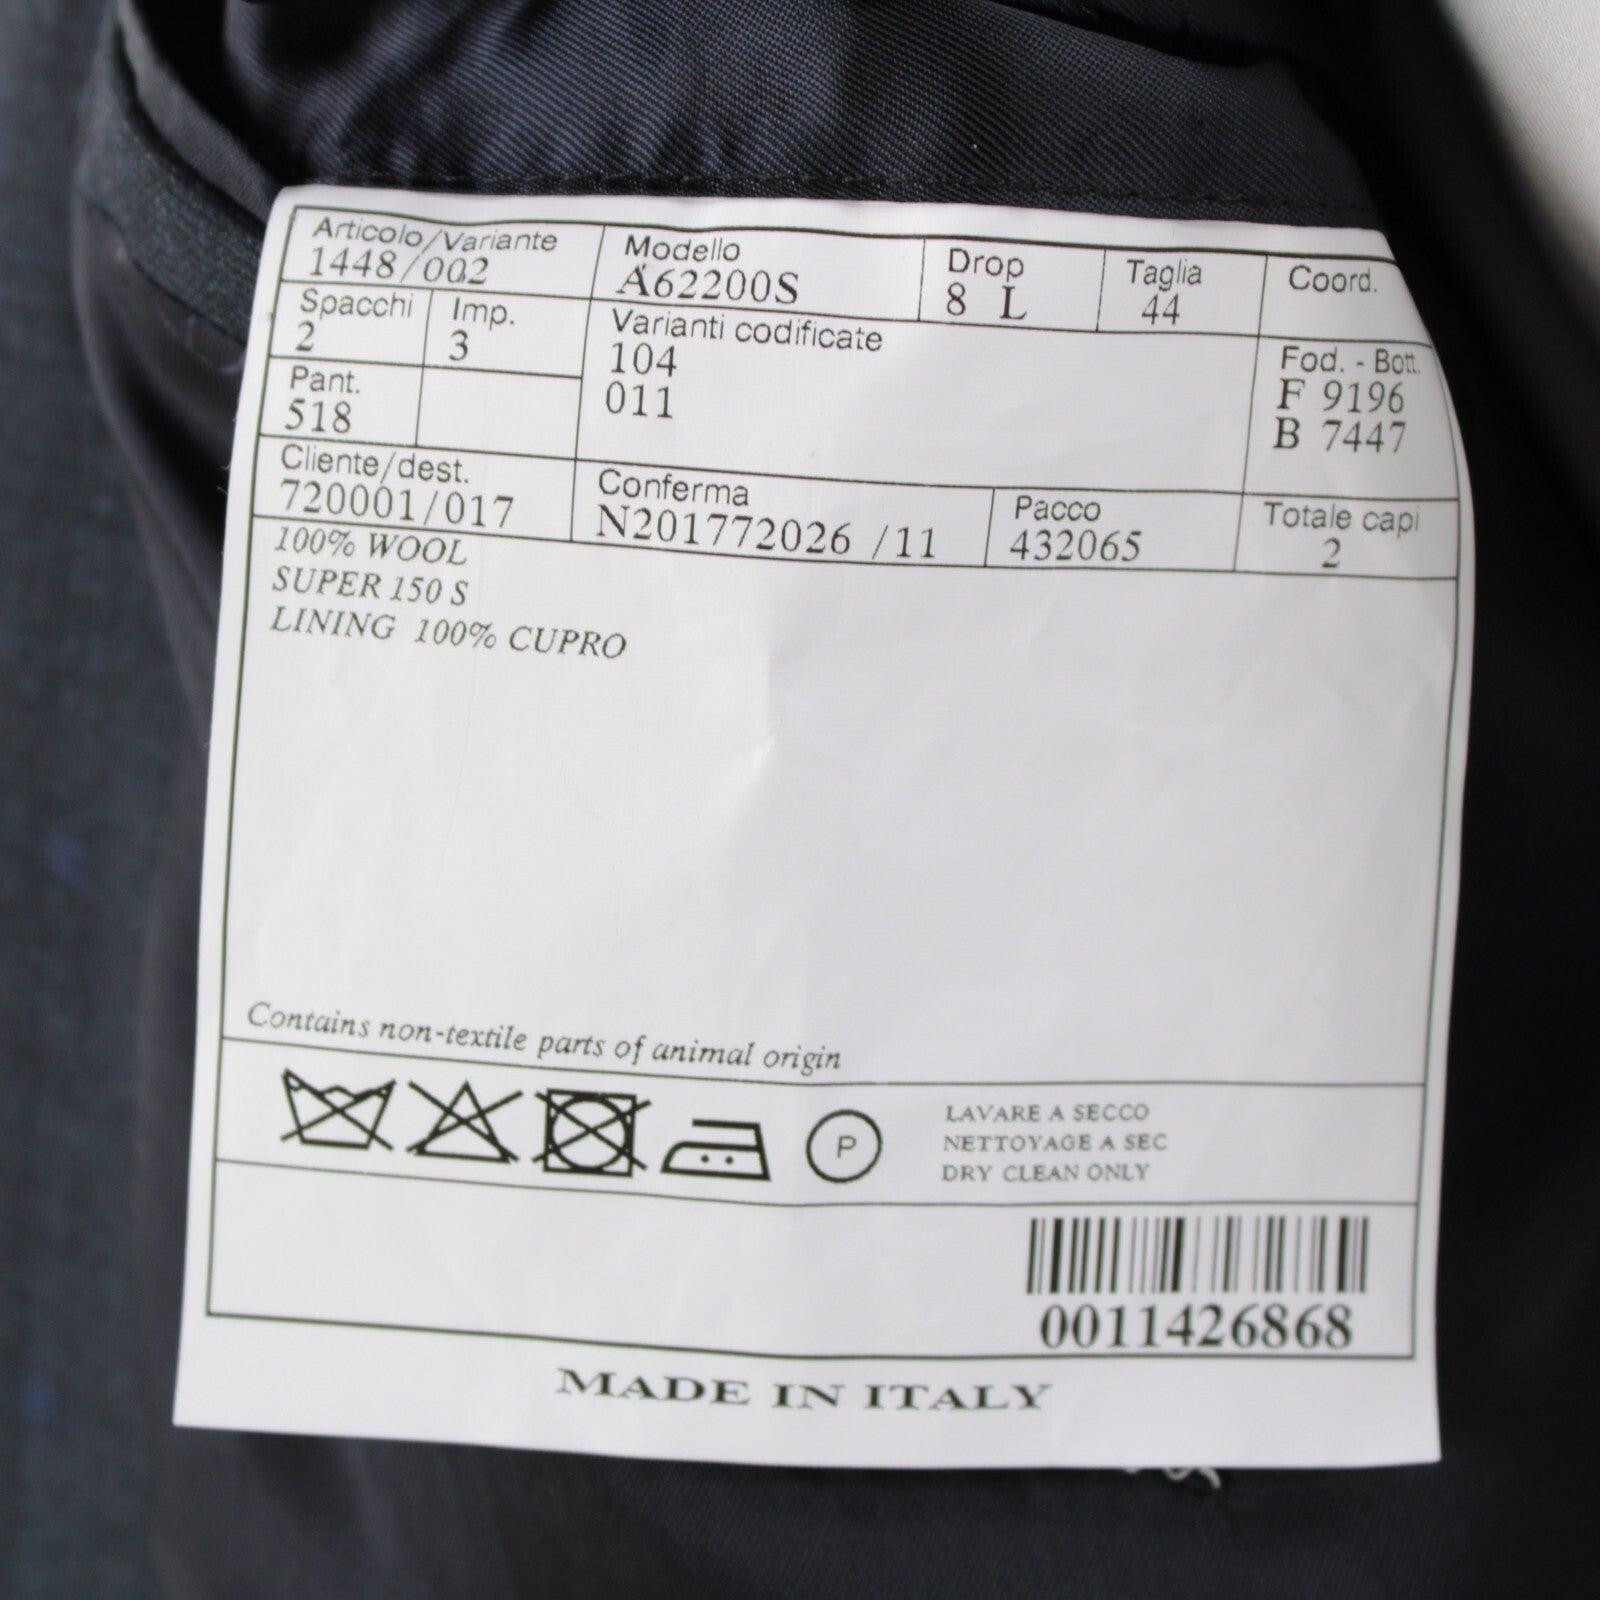 Articolo/Variante Modello Drop Taglia Coord.
1448/002 A62200S 8 L 44
Spacchi Imp. Varianti codificate Fod. - Bott.
2 3 104 F 9196
Pant. 011 B 7447
518
Cliente/dest. Conferma Pacco Totale capi
720001/017 N201772026 /11 432065 2
100% WOOL
SUPER 150 S
LINING 100% CUPRO
Contains non-textile parts of animal origin
P
LAVARE A SECCO
NETTOYAGE A SEC
DRY CLEAN ONLY
0011426868
MADE IN ITALY